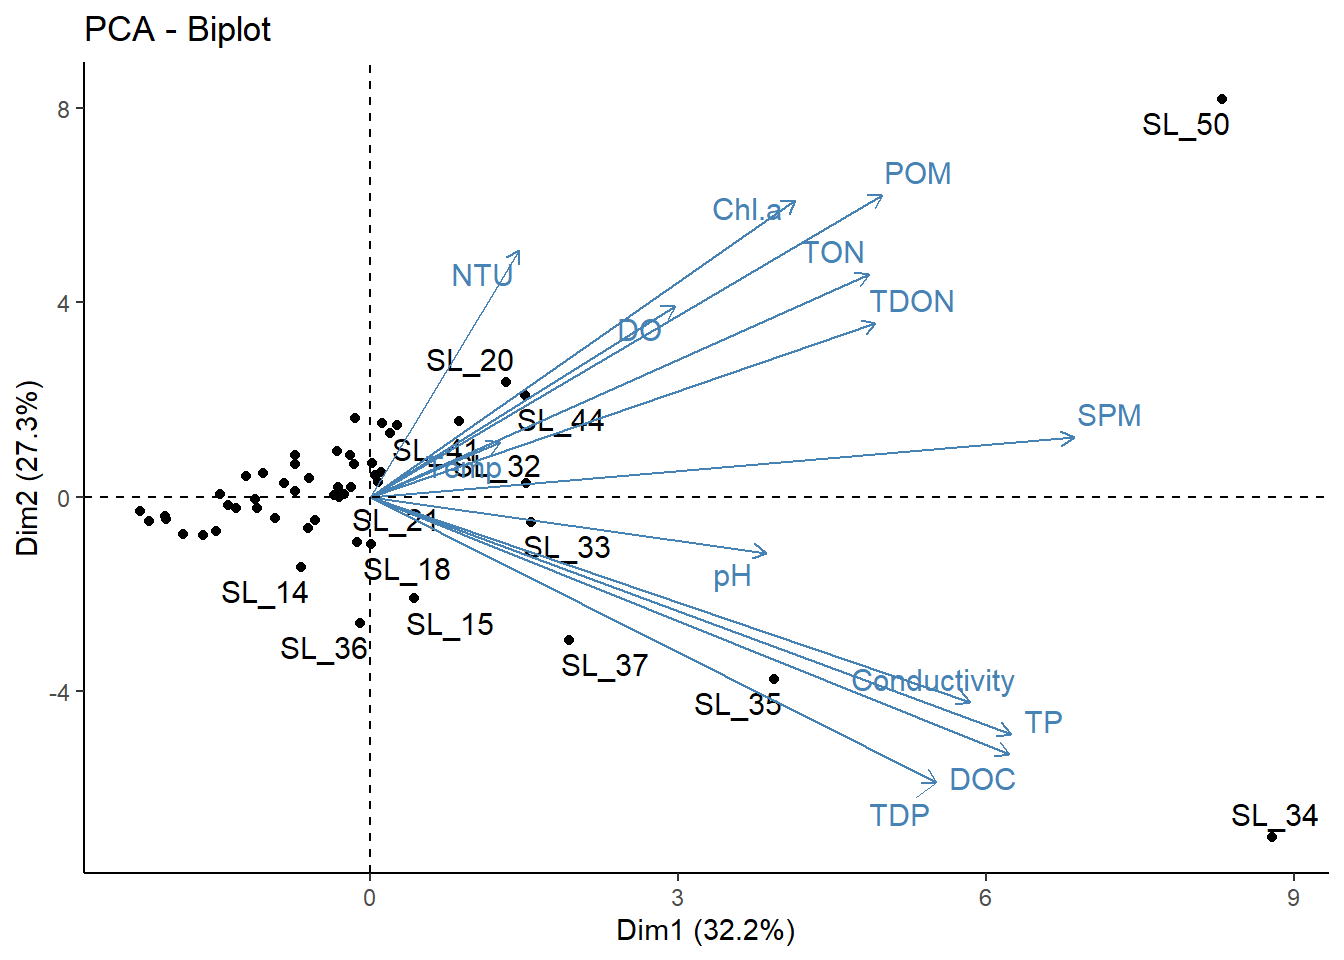 PCA - Biplot
8
SL_50
POM
Chl.a
TON
NTU
TDON
4
DO
SL_20
SPM
SL_44
SL_41
Temp
SL_32
0
SL_21
SL_33
SL_18
pH
SL_14
SL_15
SL_36
SL_37
Conductivity
-4
SL_35
TP
DOC
TDP
SL_34
0 3 6 9
Dim1 (32.2%)
Dim2 (27.3%)